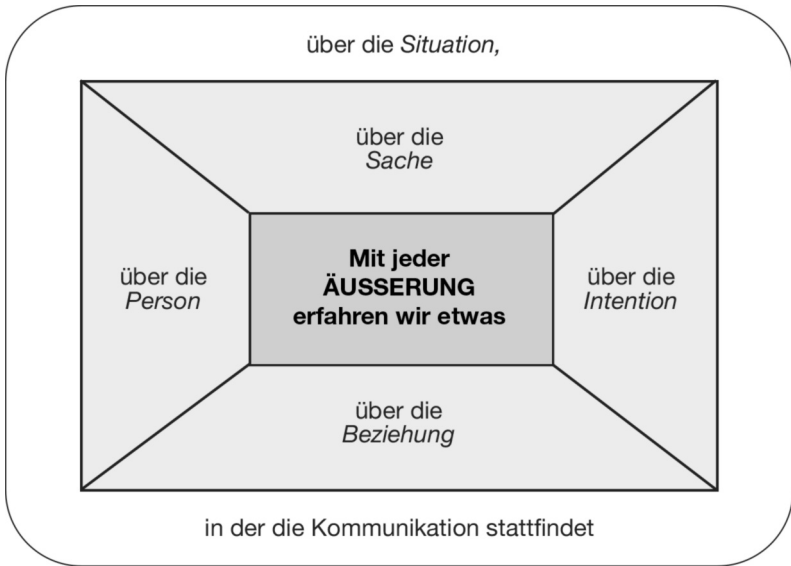 über die Situation,
über die
Sache
über die
Person
Mit jeder
ÄUSSERUNG
erfahren wir etwas
über die
Intention
über die
Beziehung
in der die Kommunikation stattfindet